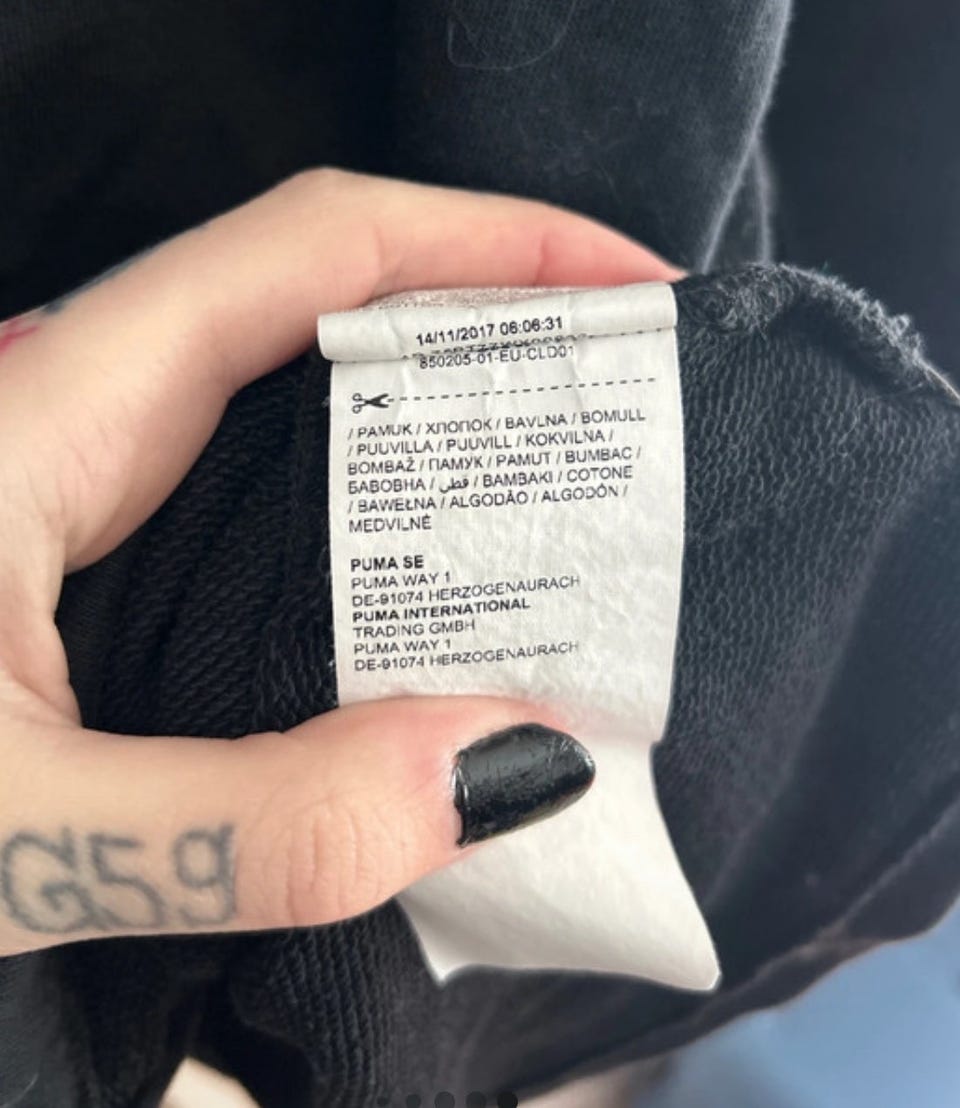 14/11/2017 06:06:31
850205-01-EU-CLD01
/ PAMUK / ХЛОПОК / BAVLNA / BOMULL
/ PUUVILLA / PUUVILL / KOKVILNA /
BOMBAŽ / ПАМУК / PAMUT / BUMBAC /
БАВОВНА / قطن / BAMBAKI / COTONE
/ BAWEŁNA / ALGODÃO / ALGODÓN /
MEDVILNĖ
PUMA SE
PUMA WAY 1
DE-91074 HERZOGENAURACH
PUMA INTERNATIONAL
TRADING GMBH
PUMA WAY 1
DE-91074 HERZOGENAURACH
G59